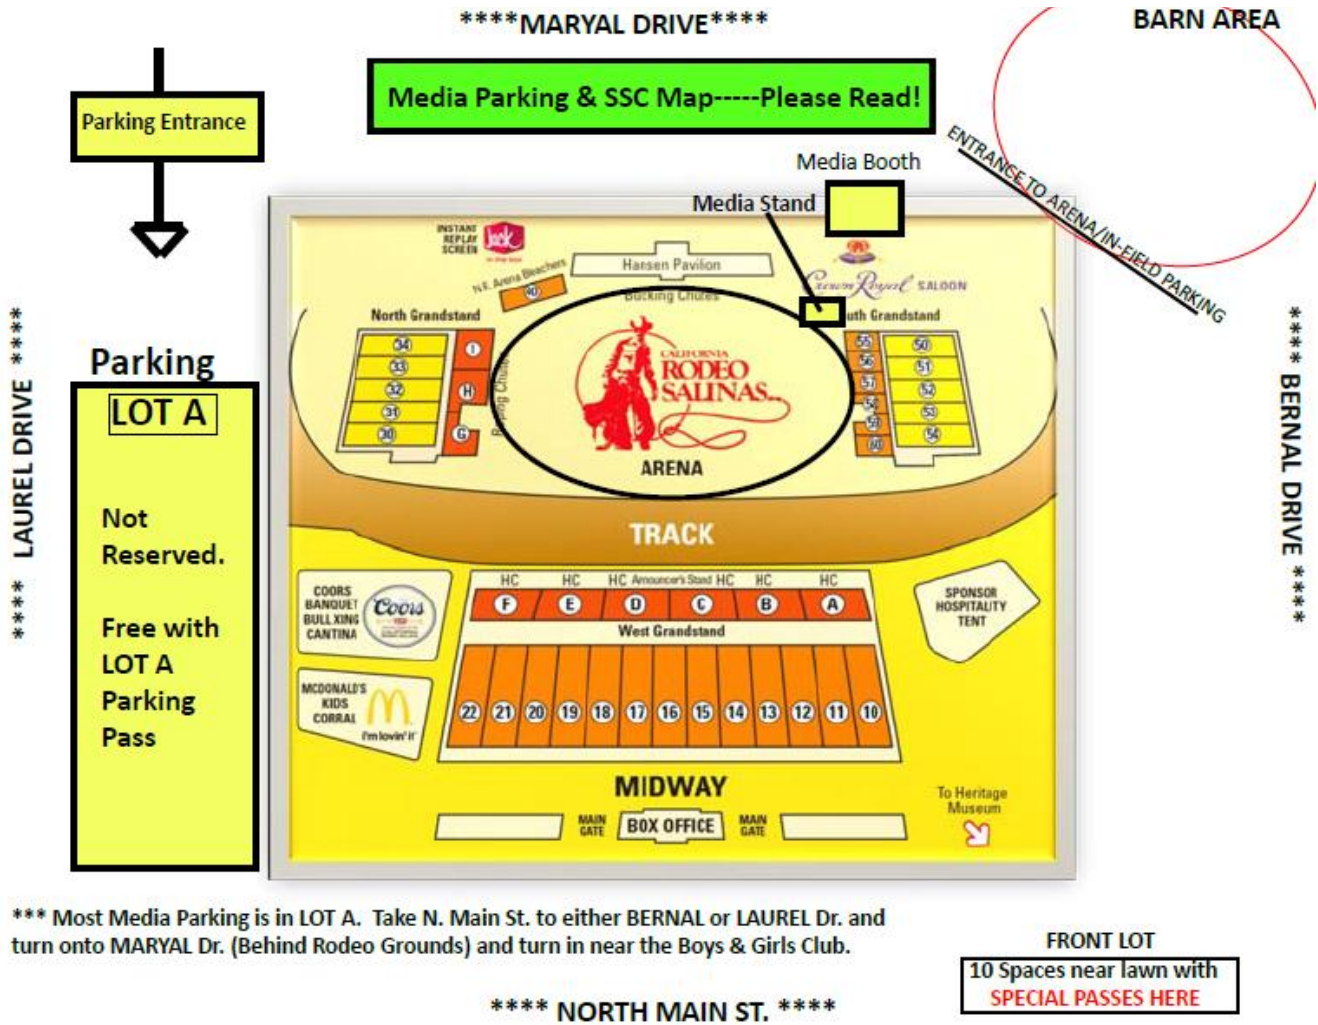 ****MARYAL DRIVE****
BARN AREA
Parking Entrance
Media Parking & SSC Map-----Please Read!
ENTRANCE TO ARENA/IN-FIELD PARKING
Media Booth
Media Stand
INSTANT
REPLAY
SCREEN
Jack
in the box
N.E. Arena Bleachers
40
Hansen Pavilion
Bucking Chutes
Crown Royal SALOON
North Grandstand
uth Grandstand
34
33
32
31
30
I
H
G
CALIFORNIA
RODEO
SALINAS
ARENA
55
56
57
58
59
60
50
51
52
53
54
**** LAUREL DRIVE ****
**** BERNAL DRIVE ****
Parking
LOT A
Not
Reserved.
Free with
LOT A
Parking
Pass
TRACK
COORS
BANQUET
BULL XING
CANTINA
Coors
HC HC HC Announcer's Stand HC HC HC
F E D C B A
West Grandstand
SPONSOR
HOSPITALITY
TENT
MCDONALD'S
KIDS
CORRAL
i'm lovin' it
22 21 20 19 18 17 16 15 14 13 12 11 10
MIDWAY
MAIN
GATE
BOX OFFICE
MAIN
GATE
To Heritage
Museum
*** Most Media Parking is in LOT A. Take N. Main St. to either BERNAL or LAUREL Dr. and
turn onto MARYAL Dr. (Behind Rodeo Grounds) and turn in near the Boys & Girls Club.
FRONT LOT
10 Spaces near lawn with
SPECIAL PASSES HERE
**** NORTH MAIN ST. ****